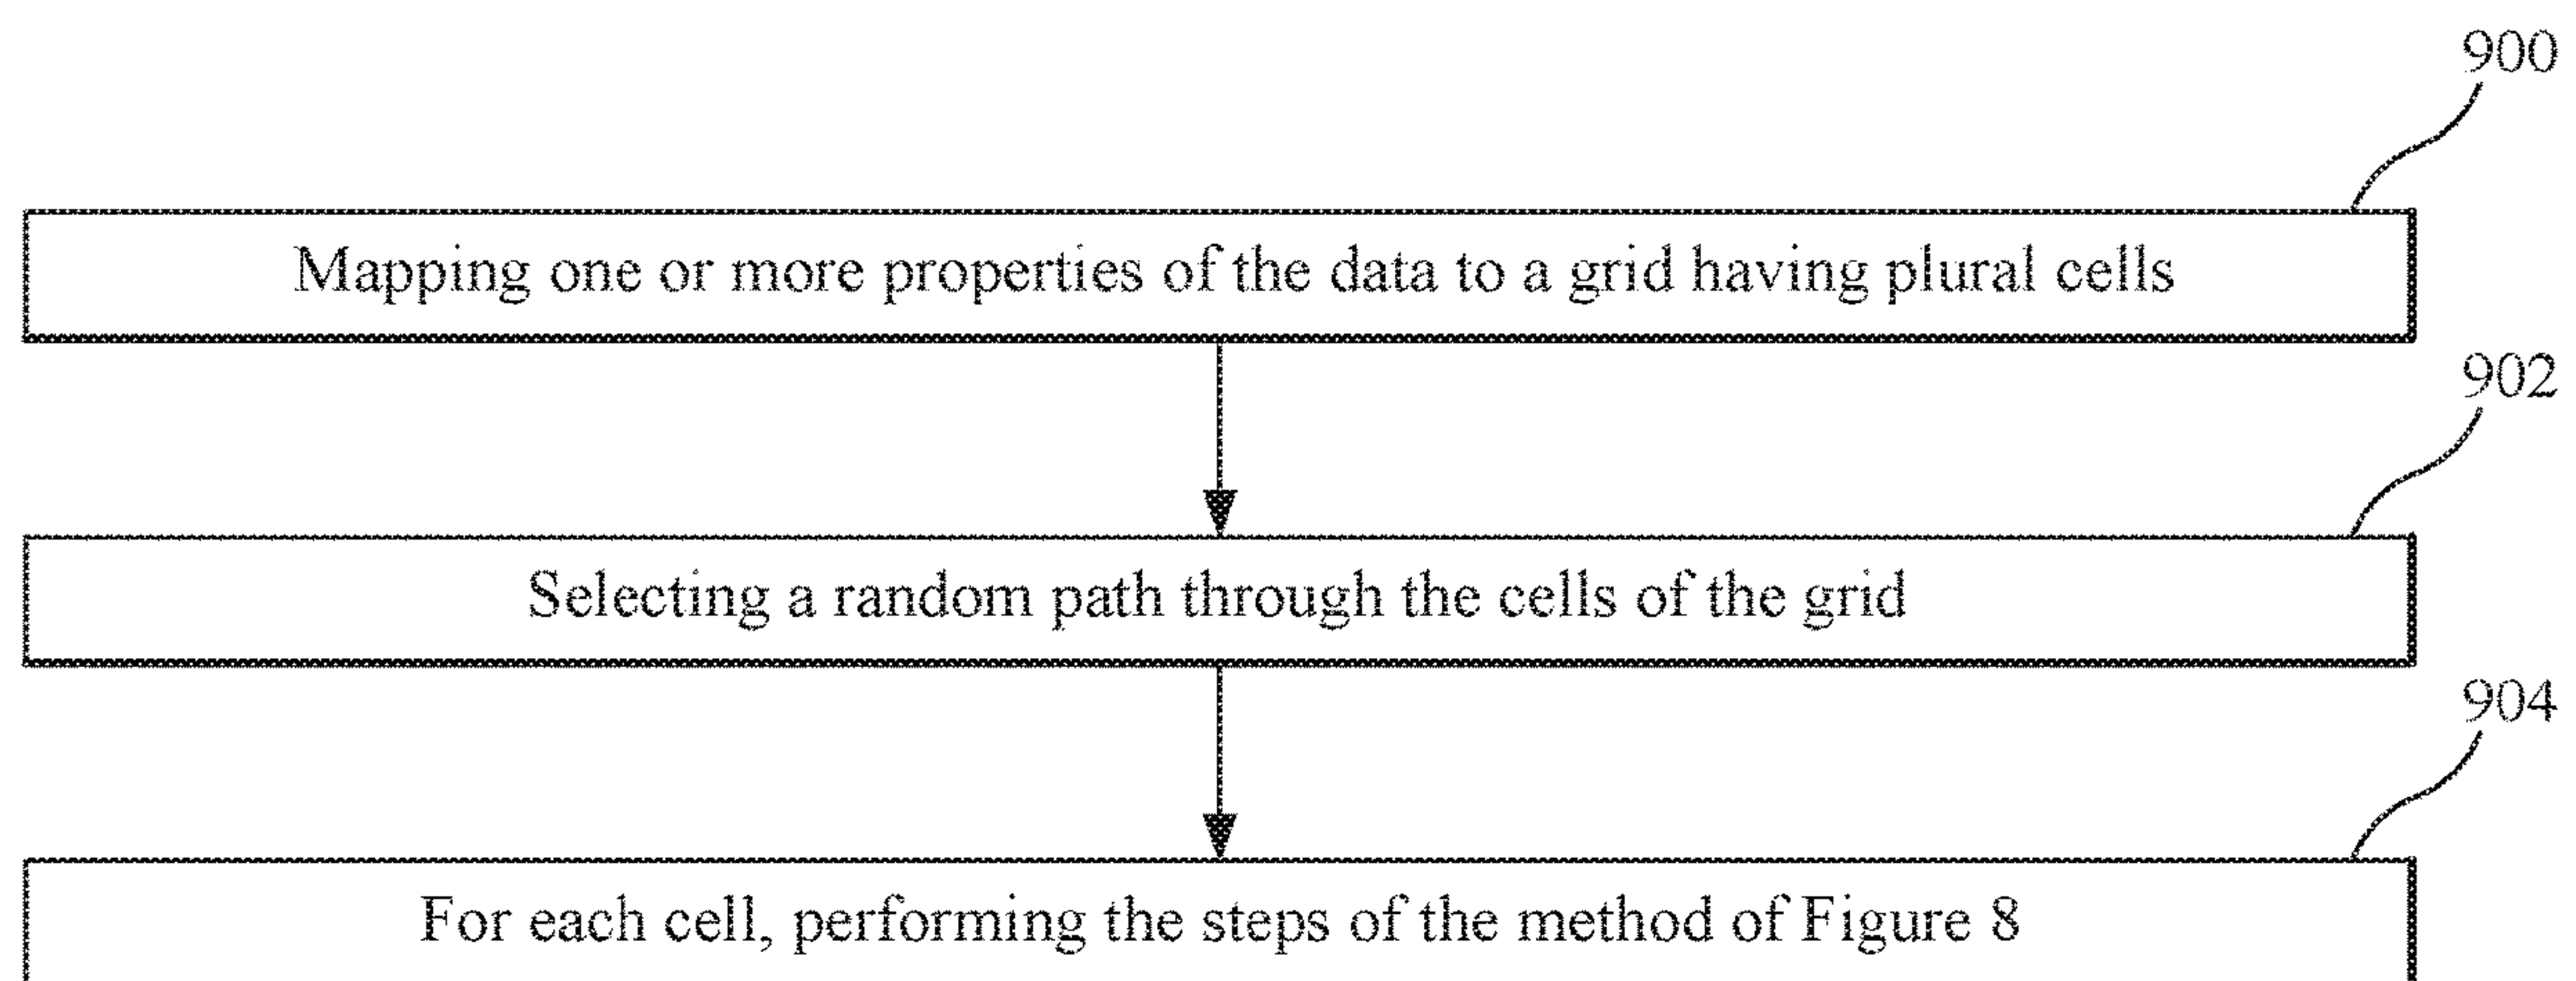 900
Mapping one or more properties of the data to a grid having plural cells
902
Selecting a random path through the cells of the grid
904
For each cell, performing the steps of the method of Figure 8